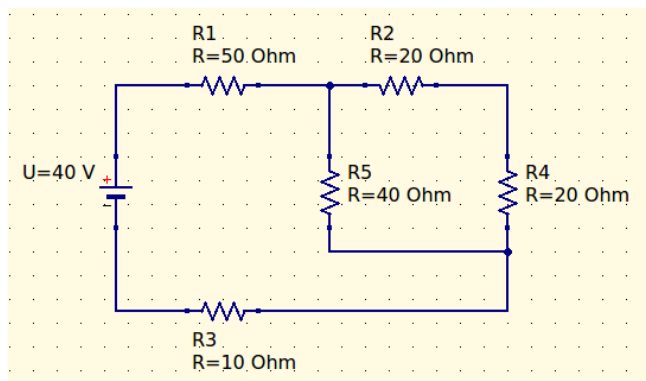 R1
R=50 Ohm
R2
R=20 Ohm
U=40 V
+
−
R5
R=40 Ohm
R4
R=20 Ohm
R3
R=10 Ohm